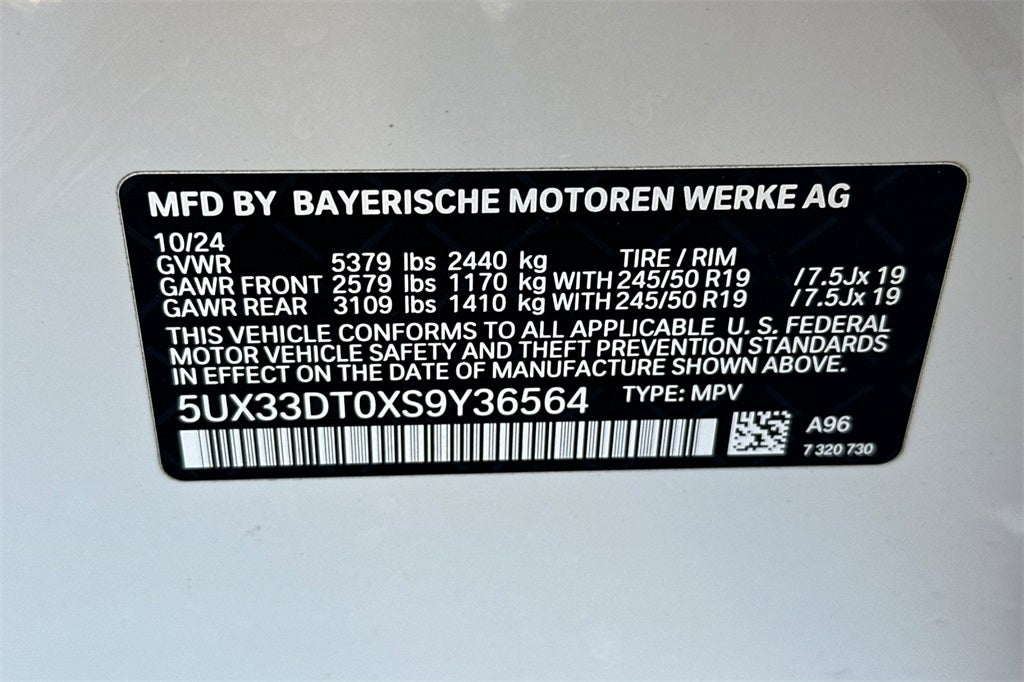 MFD BY BAYERISCHE MOTOREN WERKE AG
10/24
GVWR 5379 lbs 2440 kg TIRE / RIM
GAWR FRONT 2579 lbs 1170 kg WITH 245/50 R19 / 7.5Jx 19
GAWR REAR 3109 lbs 1410 kg WITH 245/50 R19 / 7.5Jx 19
THIS VEHICLE CONFORMS TO ALL APPLICABLE U. S. FEDERAL
MOTOR VEHICLE SAFETY AND THEFT PREVENTION STANDARDS
IN EFFECT ON THE DATE OF MANUFACTURE SHOWN ABOVE.
5UX33DT0XS9Y36564 TYPE: MPV
A96
7 320 730